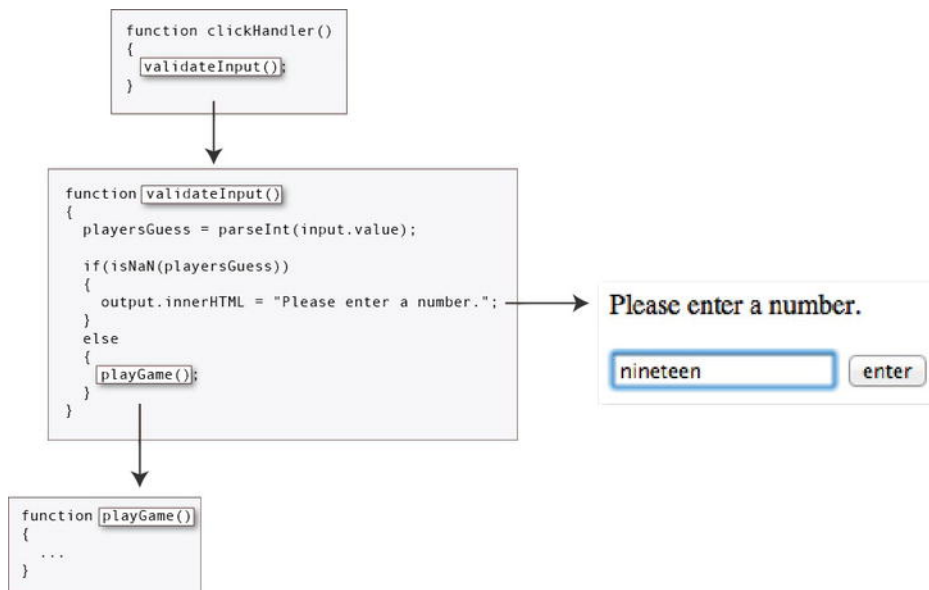 function clickHandler()
{
validateInput();
}
function validateInput()
{
playersGuess = parseInt(input.value);
if(isNaN(playersGuess))
{
output.innerHTML = "Please enter a number.";
}
else
{
playGame();
}
}
Please enter a number.
nineteen enter
function playGame()
{
...
}